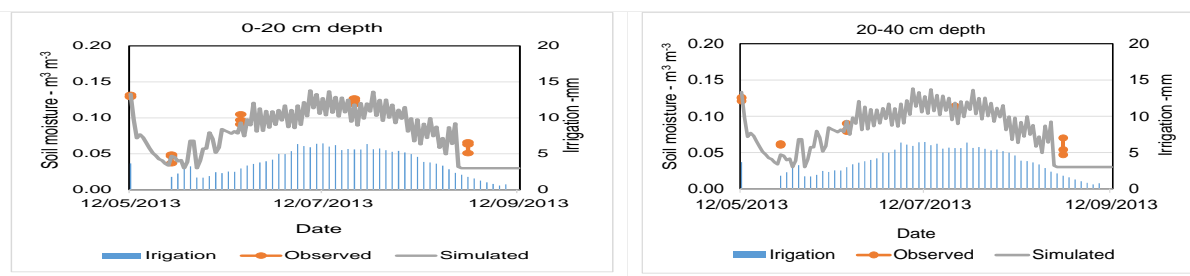 0-20 cm depth
Soil moisture - m³ m⁻³
0.20
0.15
0.10
0.05
0.00
20
15
10
5
0
Irrigation -mm
12/05/2013 12/07/2013 12/09/2013
Date
Irrigation Observed Simulated
20-40 cm depth
Soil moisture - m³ m⁻³
0.20
0.15
0.10
0.05
0.00
20
15
10
5
0
Irrigation -mm
12/05/2013 12/07/2013 12/09/2013
Date
Irrigation Observed Simulated